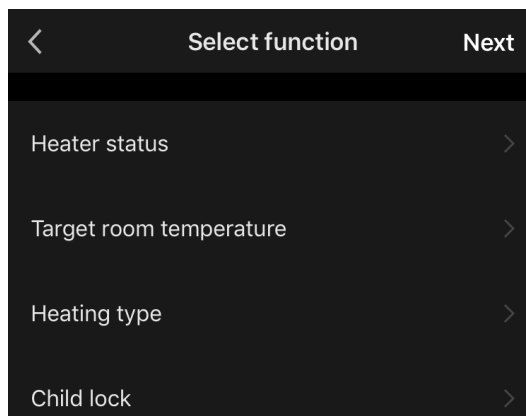 Select function
Next
Heater status
Target room temperature
Heating type
Child lock